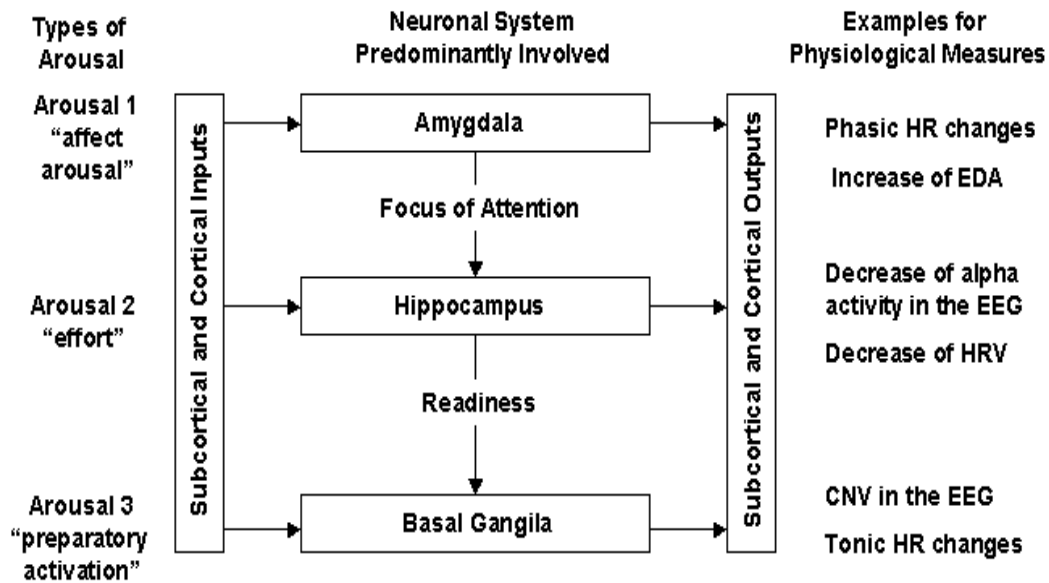 Types of
Arousal
Neuronal System
Predominantly Involved
Examples for
Physiological Measures
Arousal 1
“affect
arousal”
Subcortical and Cortical Inputs
Amygdala
Subcortical and Cortical Outputs
Phasic HR changes
Increase of EDA
Focus of Attention
Arousal 2
“effort”
Hippocampus
Decrease of alpha
activity in the EEG
Decrease of HRV
Readiness
Arousal 3
“preparatory
activation”
Basal Gangila
CNV in the EEG
Tonic HR changes